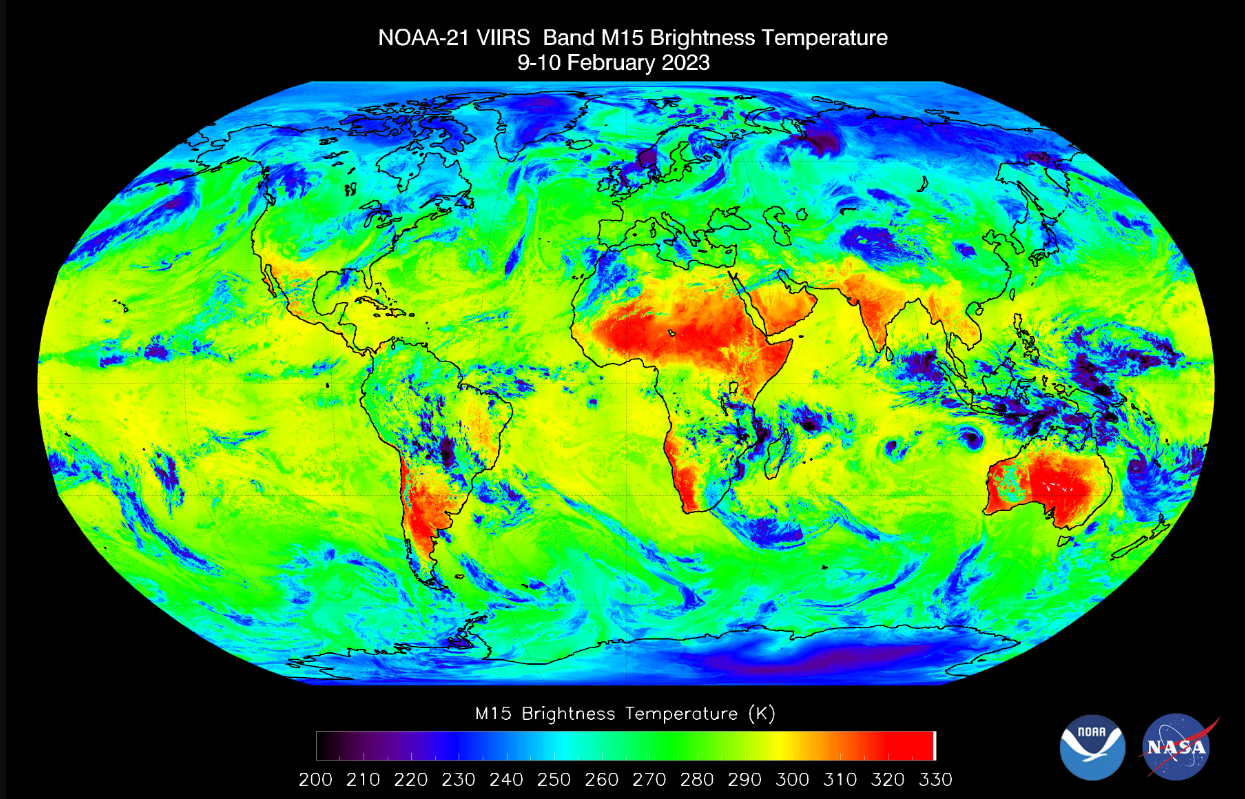 NOAA-21 VIIRS  Band M15 Brightness Temperature
9-10 February 2023
M15 Brightness Temperature (K)
200 210 220 230 240 250 260 270 280 290 300 310 320 330
NOAA
NASA